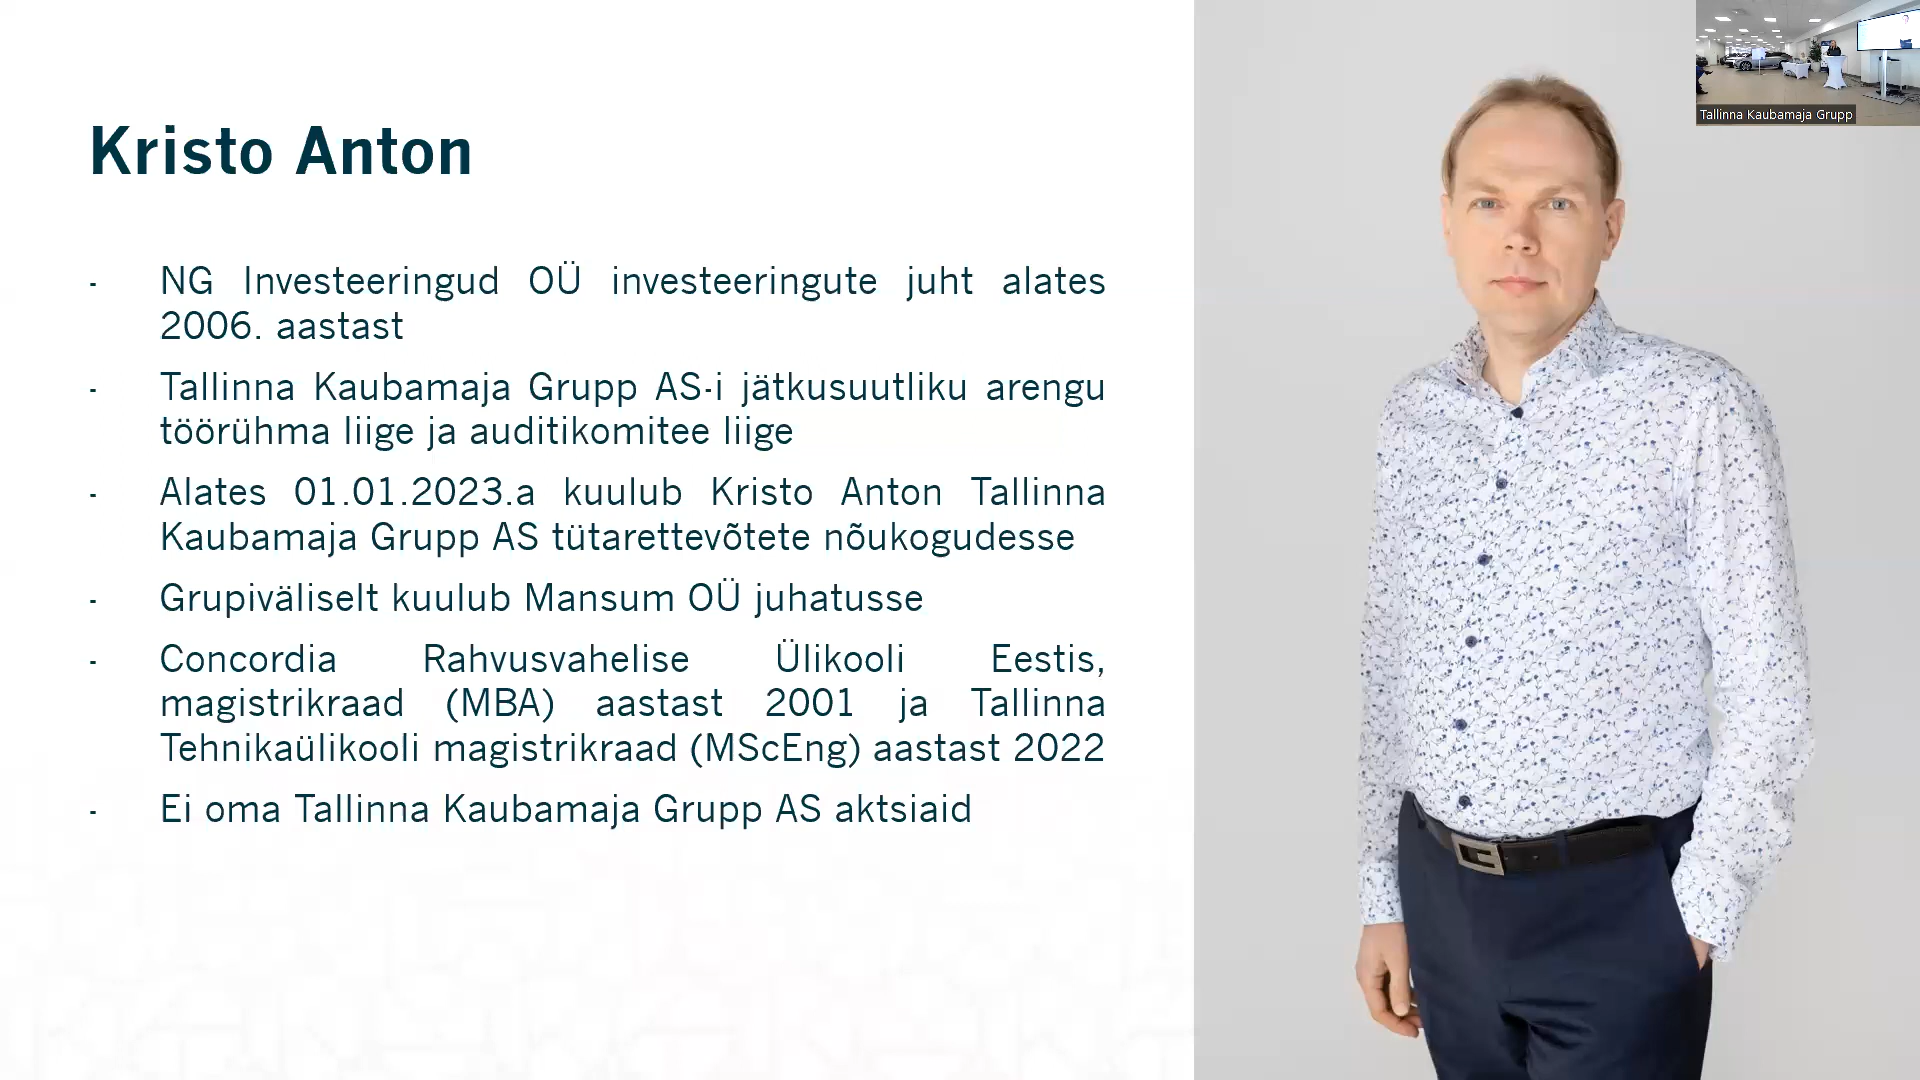 Kristo Anton
- NG Investeeringud OÜ investeeringute juht alates
2006. aastast
- Tallinna Kaubamaja Grupp AS-i jätkusuutliku arengu
töörühma liige ja auditikomitee liige
- Alates 01.01.2023.a kuulub Kristo Anton Tallinna
Kaubamaja Grupp AS tütarettevõtete nõukogudesse
- Grupiväliselt kuulub Mansum OÜ juhatusse
- Concordia Rahvusvahelise Ülikooli Eestis,
magistrikraad (MBA) aastast 2001 ja Tallinna
Tehnikaülikooli magistrikraad (MScEng) aastast 2022
- Ei oma Tallinna Kaubamaja Grupp AS aktsiaid
Tallinna Kaubamaja Grupp